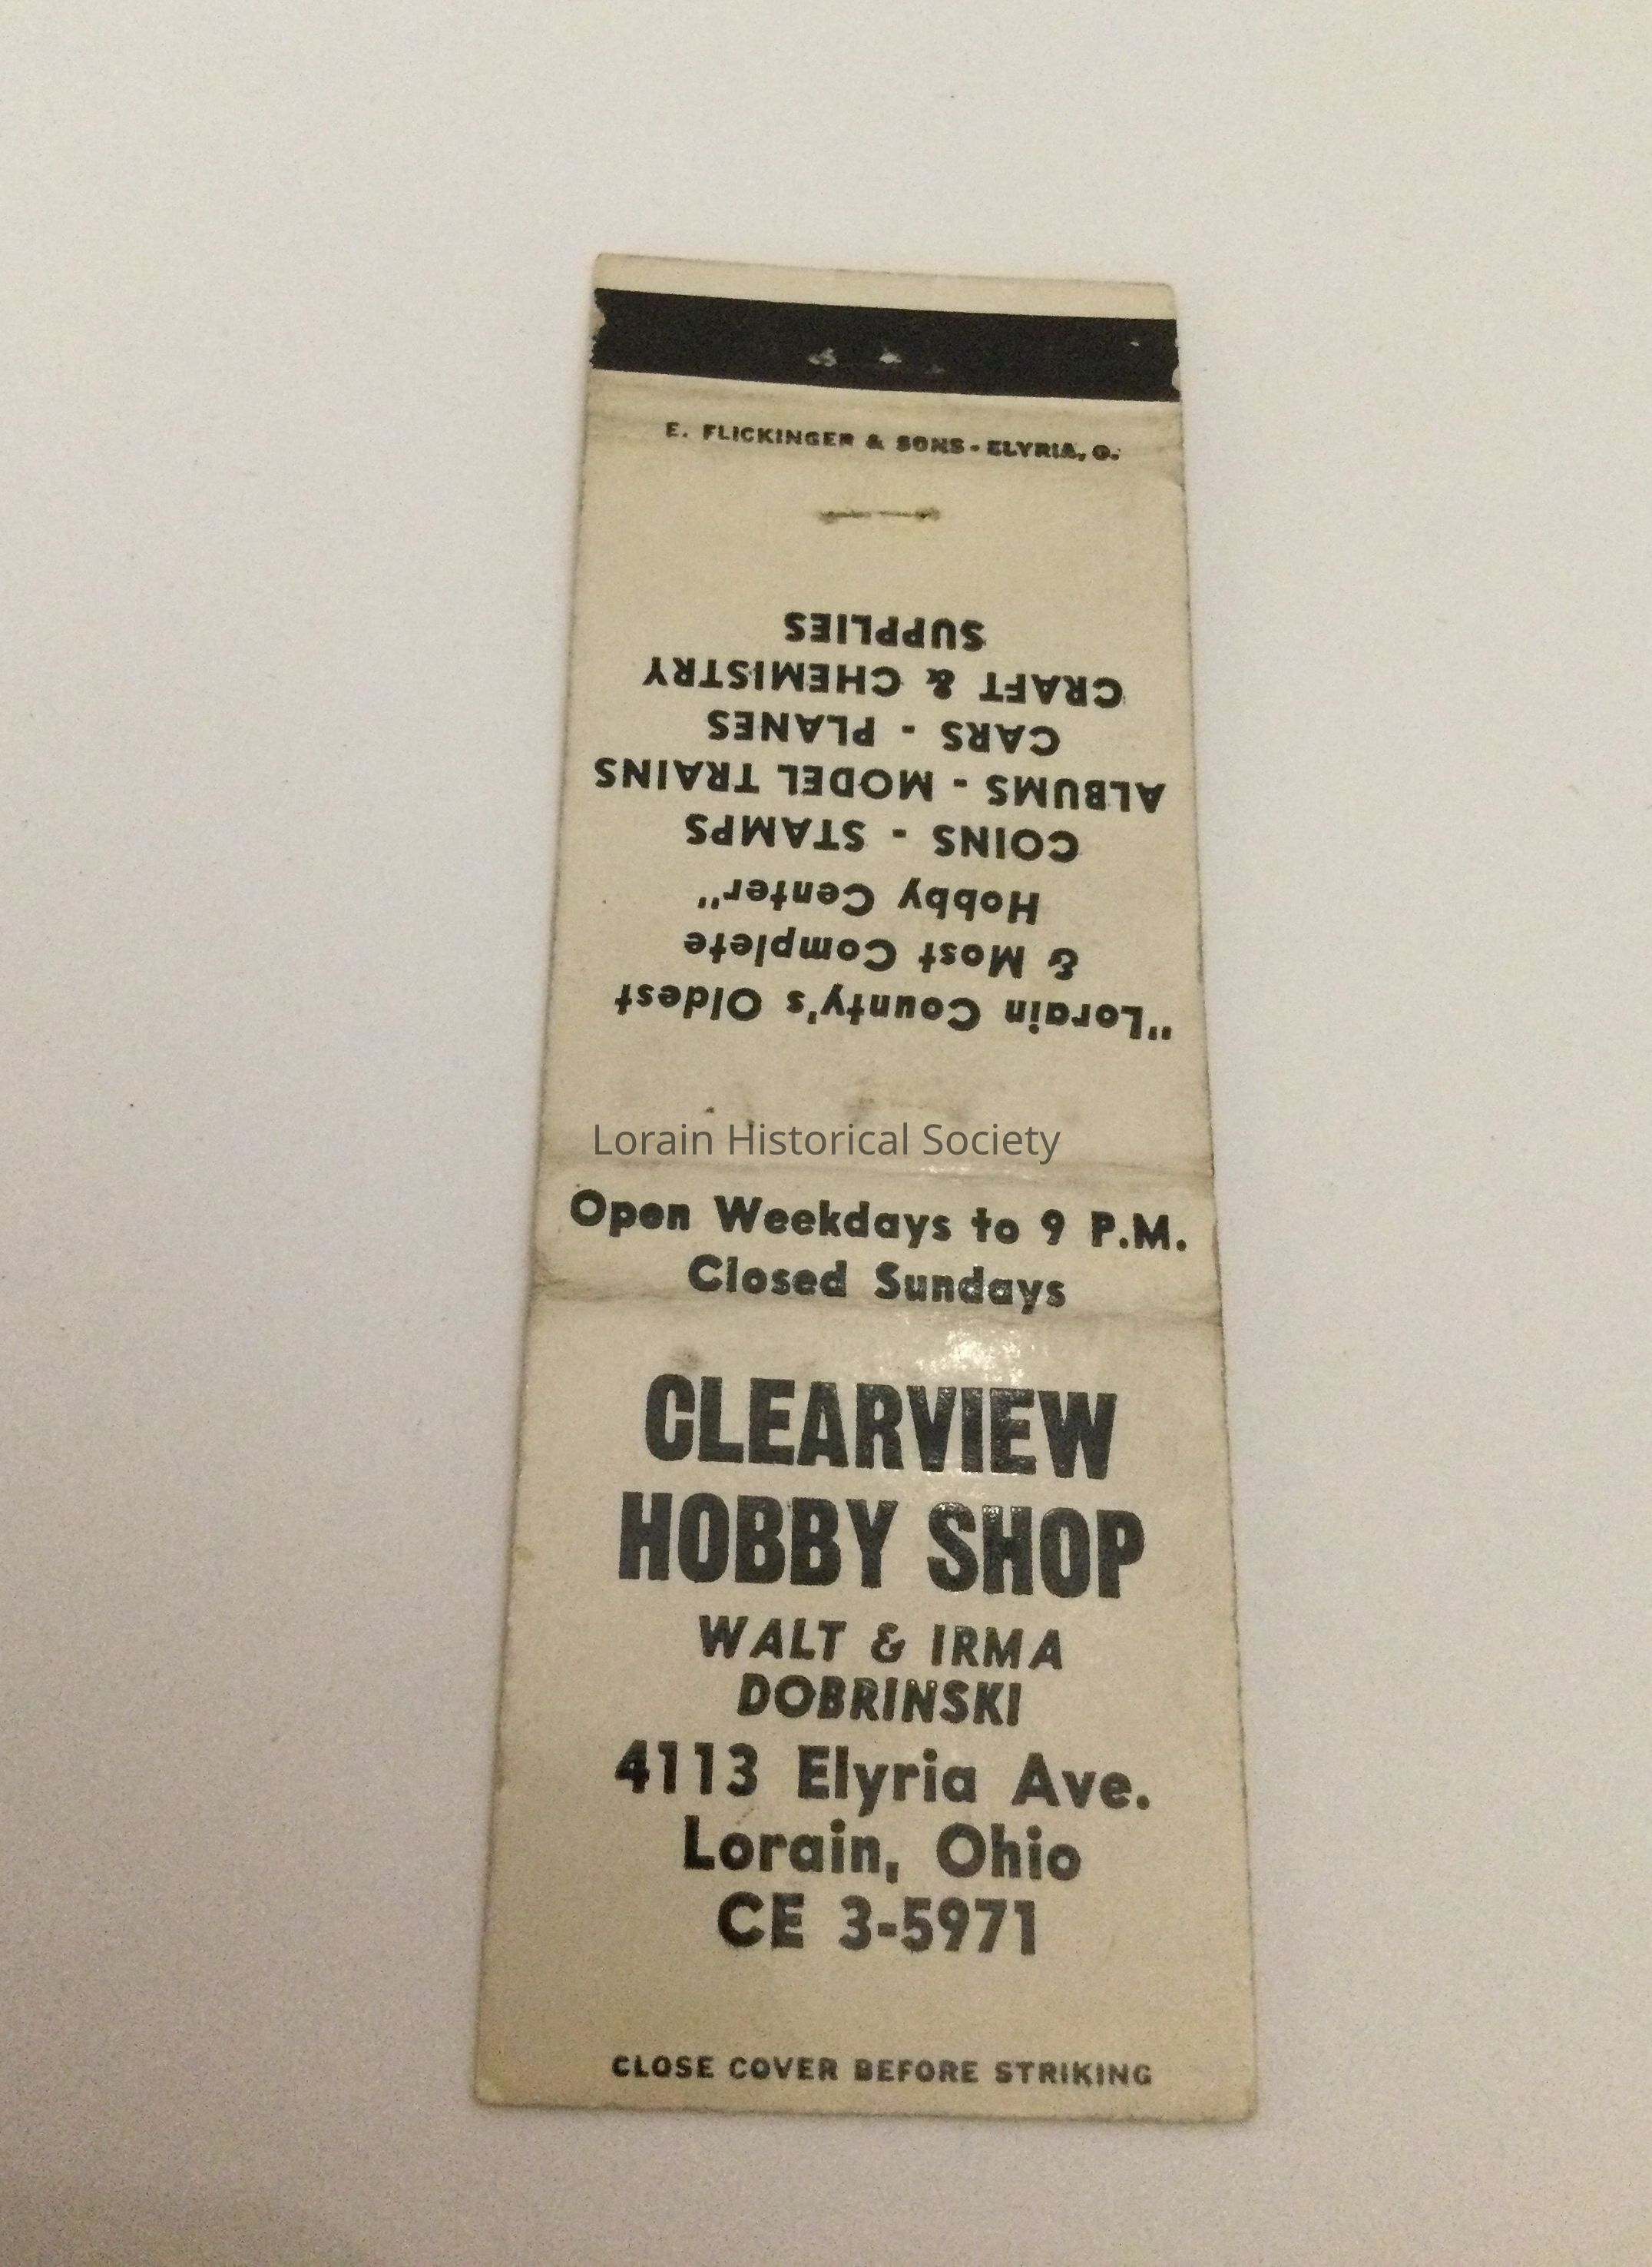 E. FLICKINGER & SONS - ELYRIA, O.
"Lorain County's Oldest
& Most Complete
Hobby Center"
COINS - STAMPS
ALBUMS - MODEL TRAINS
CARS - PLANES
CRAFT & CHEMISTRY
SUPPLIES
Lorain Historical Society
Open Weekdays to 9 P.M.
Closed Sundays
CLEARVIEW
HOBBY SHOP
WALT & IRMA
DOBRINSKI
4113 Elyria Ave.
Lorain, Ohio
CE 3-5971
CLOSE COVER BEFORE STRIKING